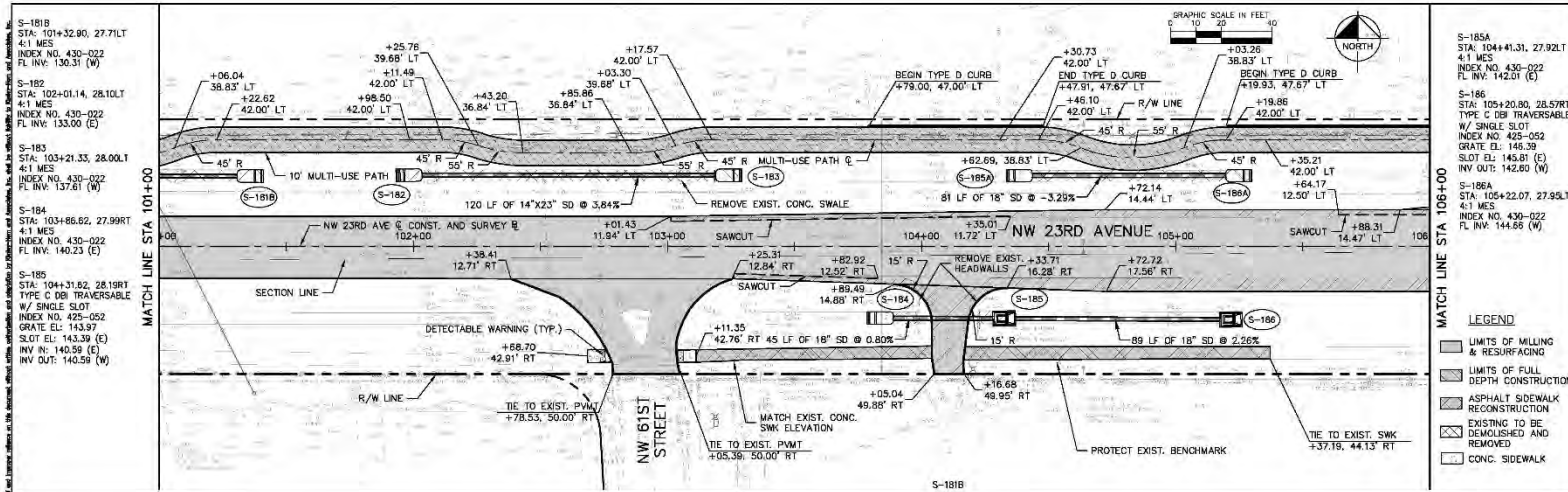 S-181B
STA: 101+32.90, 27.71LT
4:1 MES
INDEX NO. 430-022
FL INV: 130.31 (W)
S-182
STA: 102+01.14, 28.10LT
4:1 MES
INDEX NO. 430-022
FL INV: 133.00 (E)
S-183
STA: 103+21.33, 28.00LT
4:1 MES
INDEX NO. 430-022
FL INV: 137.61 (W)
S-184
STA: 103+86.62, 27.99RT
4:1 MES
INDEX NO. 430-022
FL INV: 140.23 (E)
S-185
STA: 104+31.62, 28.19RT
TYPE C DBI TRAVERSABLE
W/ SINGLE SLOT
INDEX NO. 425-052
GRATE EL: 143.97
SLOT EL: 143.39 (E)
INV IN: 140.59 (E)
INV OUT: 140.59 (W)
MATCH LINE STA 101+00
+06.04
38.83' LT
+22.62
42.00' LT
+25.76
39.68' LT
+11.49
42.00' LT
+98.50
42.00' LT
+43.20
36.84' LT
+17.57
42.00' LT
+03.30
39.68' LT
+85.86
36.84' LT
BEGIN TYPE D CURB
+79.00, 47.00' LT
+30.73
42.00' LT
END TYPE D CURB
+47.91, 47.67' LT
+46.10
42.00' LT
R/W LINE
GRAPHIC SCALE IN FEET
0 10 20 40
NORTH
+03.26
38.83' LT
BEGIN TYPE D CURB
+19.93, 47.67' LT
+19.86
42.00' LT
45' R
10' MULTI-USE PATH
45' R
55' R
55' R
45' R
MULTI-USE PATH ℄
+62.69, 38.83' LT
45' R
55' R
45' R
+35.21
42.00' LT
S-181B
S-182
120 LF OF 14"X23" SD @ 3.84%
REMOVE EXIST. CONC. SWALE
S-183
S-185A
81 LF OF 18" SD @ -3.29%
+72.14
14.44' LT
S-186A
+64.17
12.50' LT
NW 23RD AVE ℄ CONST. AND SURVEY
+01.43
11.94' LT
SAWCUT
+35.01
11.72' LT
NW 23RD AVENUE
SAWCUT
+88.31
14.47' LT
102+00
103+00
104+00
105+00
SECTION LINE
+38.41
12.71' RT
+25.31
12.84' RT
+82.92
12.52' RT
SAWCUT
+89.49
14.88' RT
15' R
REMOVE EXIST.
HEADWALLS
+33.71
16.28' RT
+72.72
17.56' RT
S-184
S-185
S-186
DETECTABLE WARNING (TYP.)
+68.70
42.91' RT
+11.35
42.76' RT
45 LF OF 18" SD @ 0.80%
15' R
89 LF OF 18" SD @ 2.26%
R/W LINE
TIE TO EXIST. PVMT
+78.53, 50.00' RT
NW 61ST
STREET
MATCH EXIST. CONC.
SWK ELEVATION
TIE TO EXIST. PVMT
+05.39, 50.00' RT
+05.04
49.88' RT
+16.68
49.95' RT
PROTECT EXIST. BENCHMARK
TIE TO EXIST. SWK
+37.19, 44.13' RT
S-181B
MATCH LINE STA 106+00
S-185A
STA: 104+41.31, 27.92LT
4:1 MES
INDEX NO. 430-022
FL INV: 142.01 (E)
S-186
STA: 105+20.80, 28.57RT
TYPE C DBI TRAVERSABLE
W/ SINGLE SLOT
INDEX NO. 425-052
GRATE EL: 146.39
SLOT EL: 145.81 (E)
INV OUT: 142.60 (W)
S-186A
STA: 105+22.07, 27.95LT
4:1 MES
INDEX NO. 430-022
FL INV: 144.66 (W)
LEGEND
LIMITS OF MILLING
& RESURFACING
LIMITS OF FULL
DEPTH CONSTRUCTION
ASPHALT SIDEWALK
RECONSTRUCTION
EXISTING TO BE
DEMOLISHED AND
REMOVED
CONC. SIDEWALK